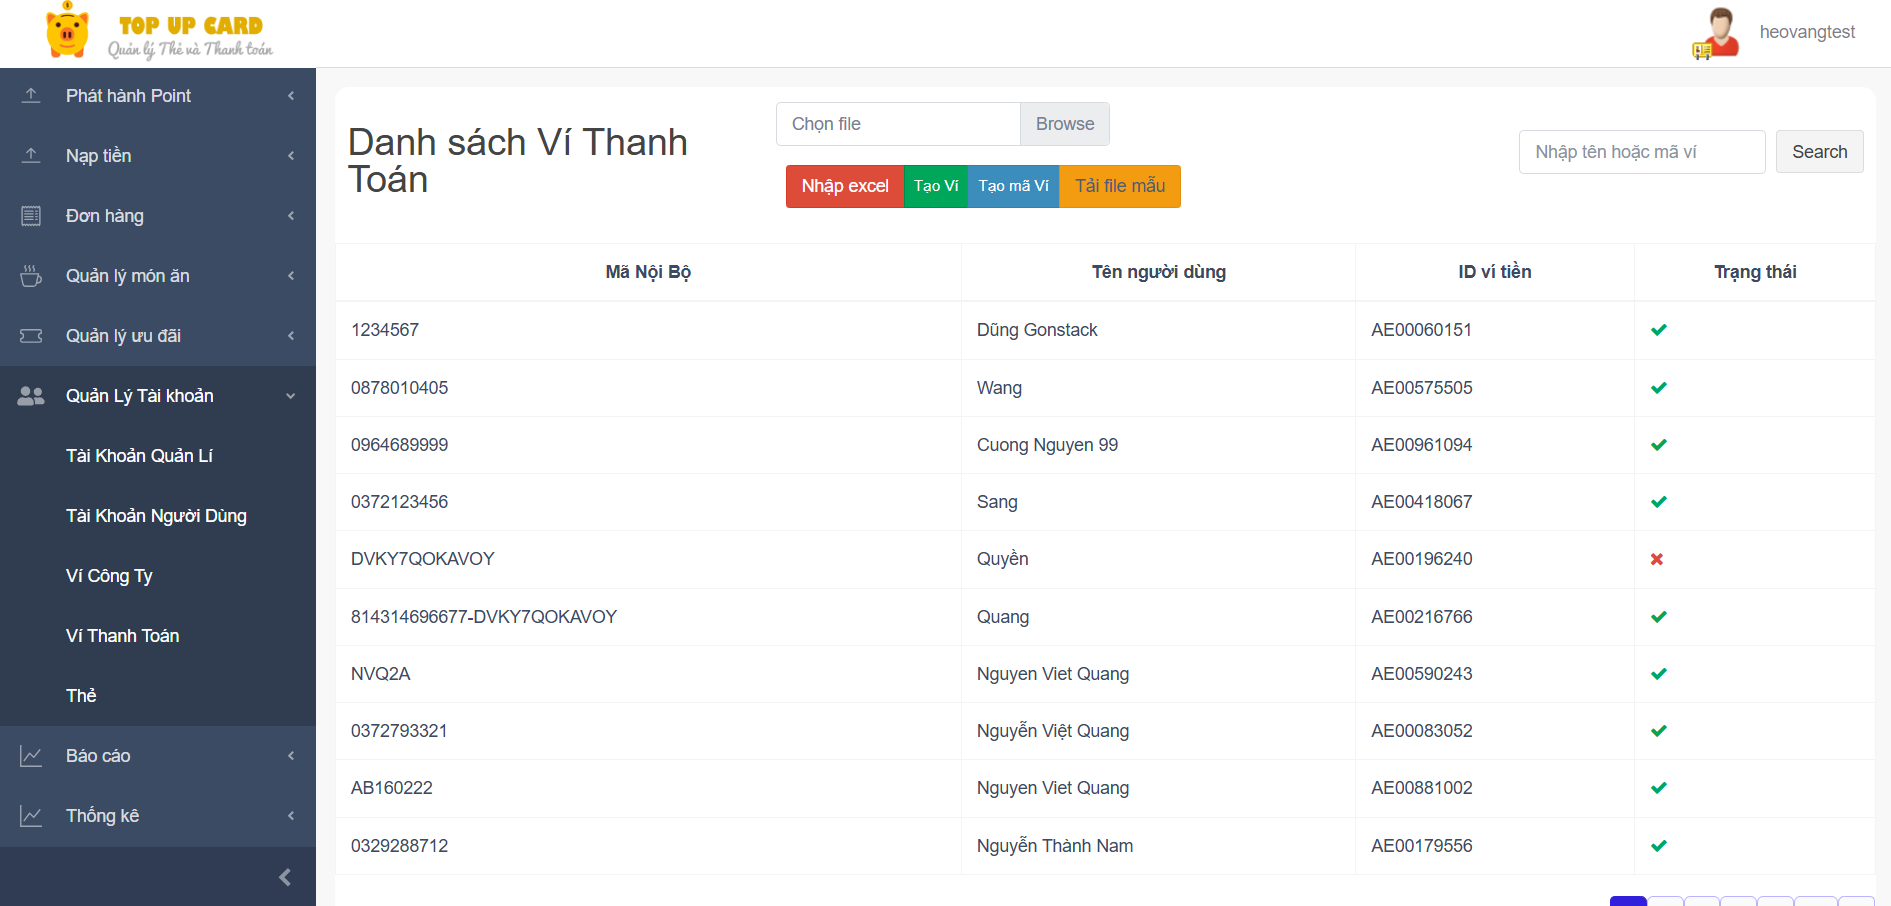 TOP UP CARD
Quản lý Thẻ và Thanh toán
heovangtest
Phát hành Point
Nạp tiền
Đơn hàng
Quản lý món ăn
Quản lý ưu đãi
Quản Lý Tài khoản
Tài Khoản Quản Lí
Tài Khoản Người Dùng
Ví Công Ty
Ví Thanh Toán
Thẻ
Báo cáo
Thống kê
Danh sách Ví Thanh
Toán
Chọn file Browse
Nhập excel Tạo Ví Tạo mã Ví Tải file mẫu
Nhập tên hoặc mã ví Search
Mã Nội Bộ Tên người dùng ID ví tiền Trạng thái
1234567 Dũng Gonstack AE00060151
0878010405 Wang AE00575505
0964689999 Cuong Nguyen 99 AE00961094
0372123456 Sang AE00418067
DVKY7QOKAVOY Quyền AE00196240
814314696677-DVKY7QOKAVOY Quang AE00216766
NVQ2A Nguyen Viet Quang AE00590243
0372793321 Nguyễn Việt Quang AE00083052
AB160222 Nguyen Viet Quang AE00881002
0329288712 Nguyễn Thành Nam AE00179556